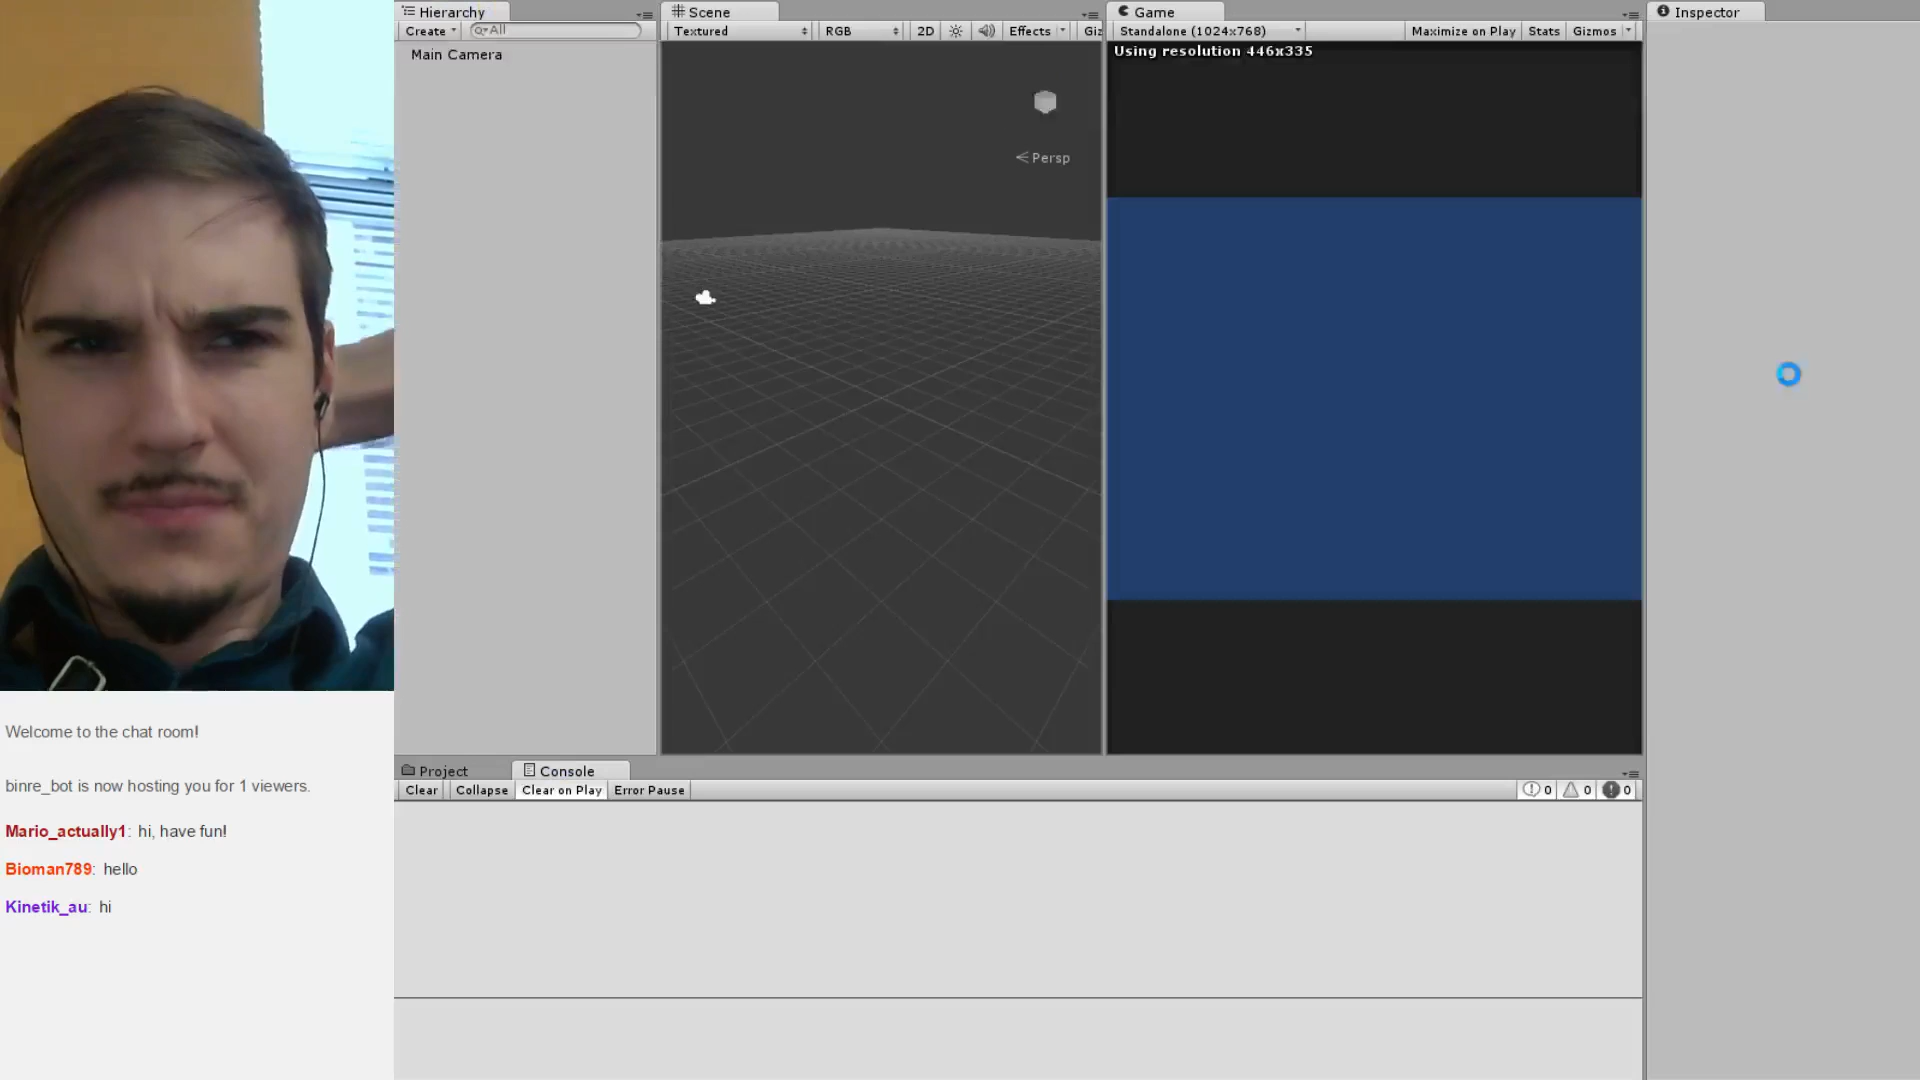 Hierarchy
Create
All
Main Camera
Scene
Textured
RGB
2D
Effects
Giz
Persp
Game
Standalone (1024x768)
Maximize on Play
Stats
Gizmos
Using resolution 446x335
Inspector
Project
Console
Clear
Collapse
Clear on Play
Error Pause
0
0
0
Welcome to the chat room!
binre_bot is now hosting you for 1 viewers.
Mario_actually1: hi, have fun!
Bioman789: hello
Kinetik_au: hi